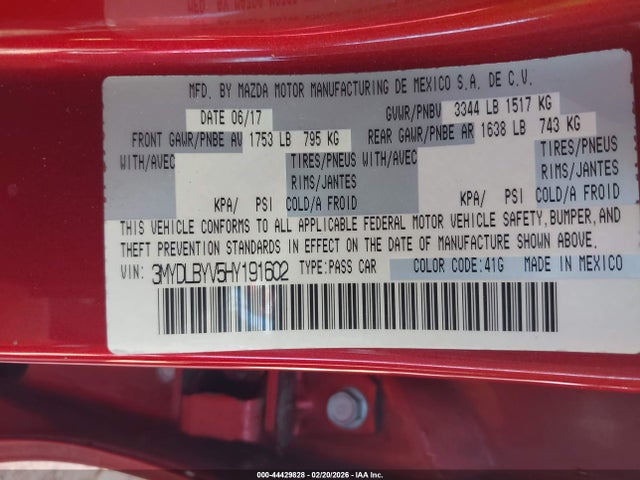 MFD. BY MAZDA MOTOR MANUFACTURING DE MEXICO S.A. DE C.V.
DATE 06/17 GVWR/PNBV 3344 LB 1517 KG
FRONT GAWR/PNBE AV 1753 LB 795 KG REAR GAWR/PNBE AR 1638 LB 743 KG
WITH/AVEC TIRES/PNEUS WITH/AVEC TIRES/PNEUS
RIMS/JANTES RIMS/JANTES
KPA/ PSI COLD/A FROID KPA/ PSI COLD/A FROID
THIS VEHICLE CONFORMS TO ALL APPLICABLE FEDERAL MOTOR VEHICLE SAFETY, BUMPER, AND
THEFT PREVENTION STANDARDS IN EFFECT ON THE DATE OF MANUFACTURE SHOWN ABOVE.
VIN: 3MYDLBYV5HY191602 TYPE:PASS CAR COLOR CODE:41G MADE IN MEXICO
000-44429828 - 02/20/2026 - IAA Inc.